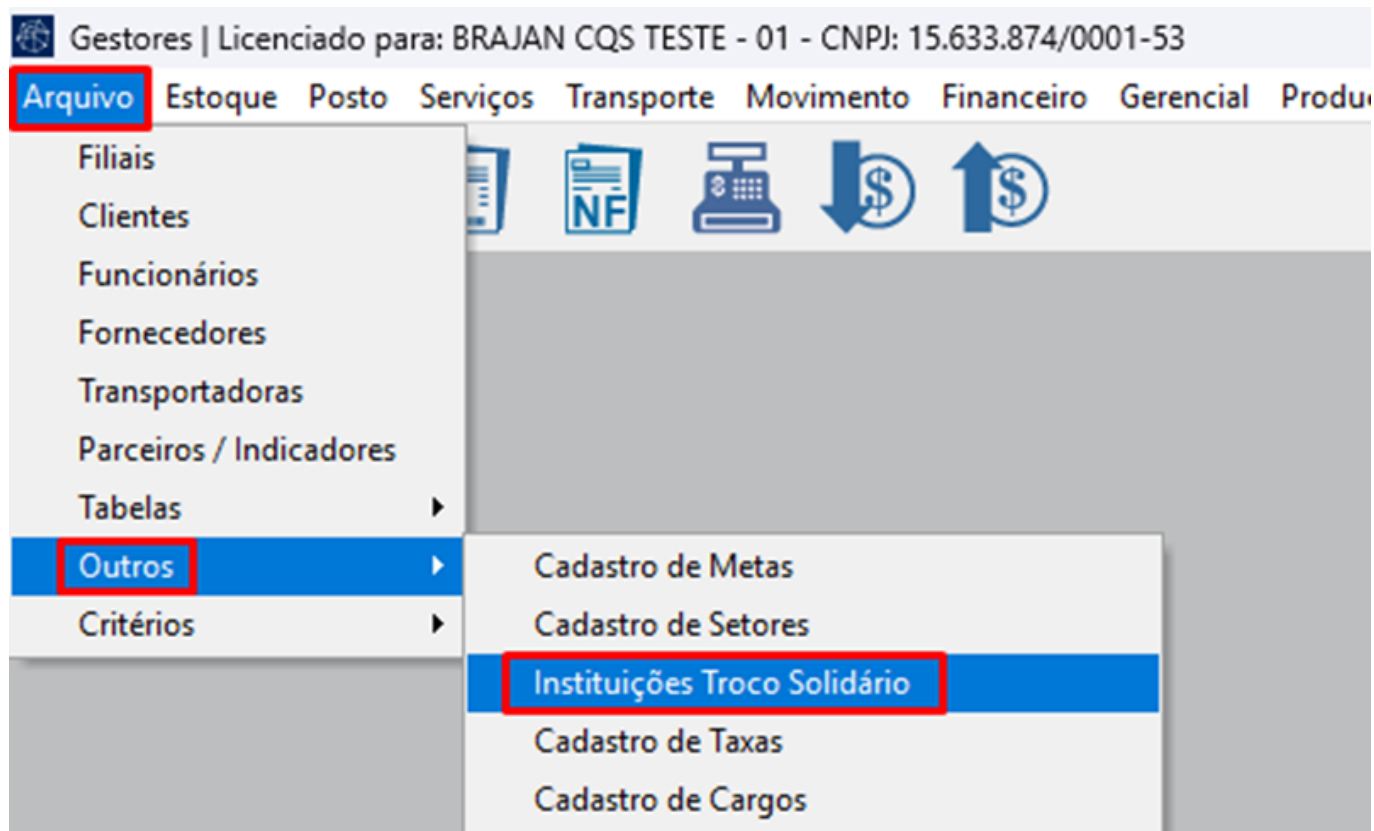 Gestores | Licenciado para: BRAJAN CQS TESTE - 01 - CNPJ: 15.633.874/0001-53
Arquivo Estoque Posto Serviços Transporte Movimento Financeiro Gerencial Produ
Filiais
NF
Clientes
Funcionários
Fornecedores
Transportadoras
Parceiros / Indicadores
Tabelas
Outros
Cadastro de Metas
Critérios
Cadastro de Setores
Instituições Troco Solidário
Cadastro de Taxas
Cadastro de Cargos